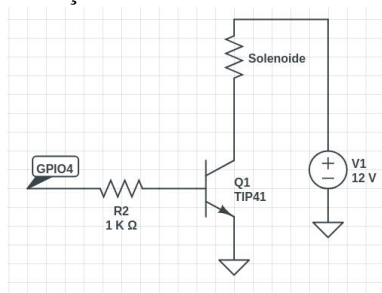 Solenoide
GPIO4
R2
1 K Ω
Q1
TIP41
V1
12 V